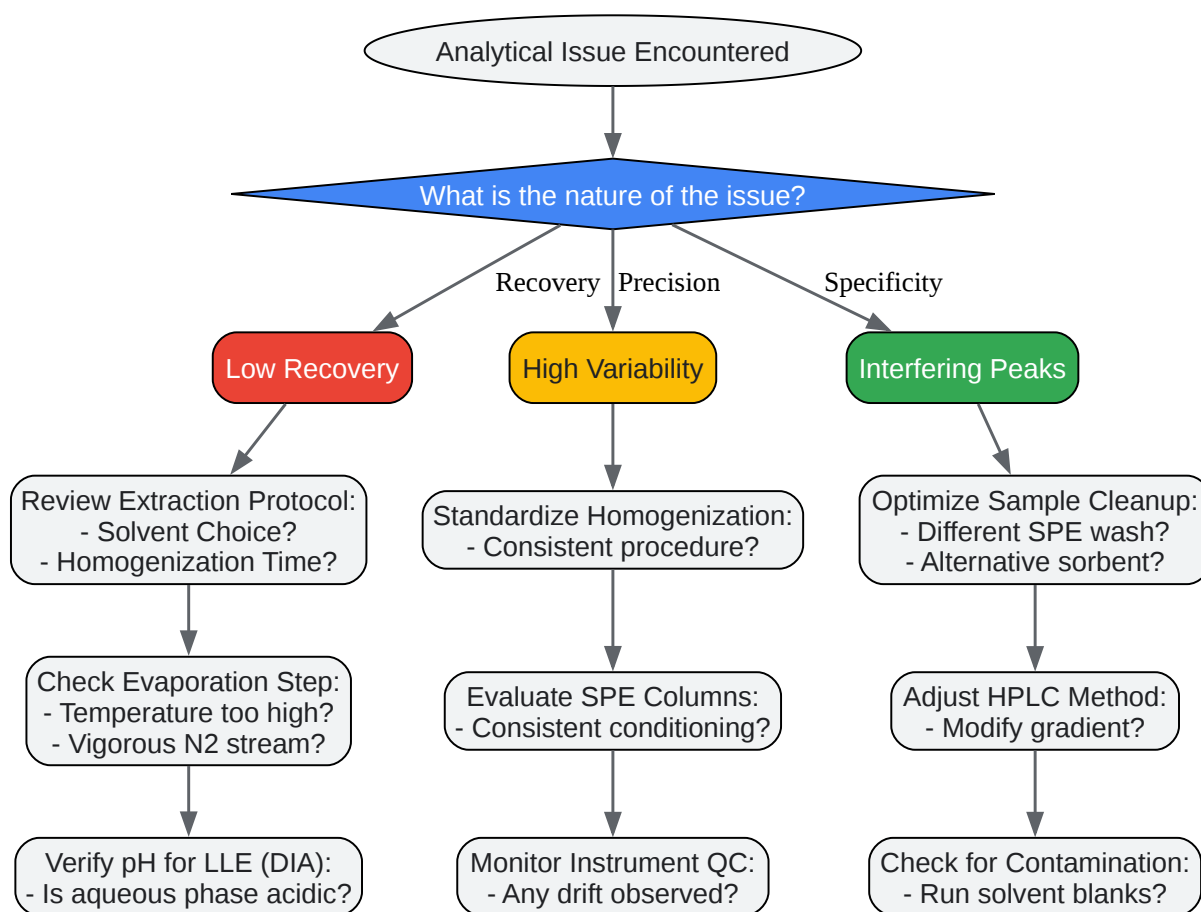 Analytical Issue Encountered
What is the nature of the issue?
Recovery
Precision
Specificity
Low Recovery
High Variability
Interfering Peaks
Review Extraction Protocol:
- Solvent Choice?
- Homogenization Time?
Standardize Homogenization:
- Consistent procedure?
Optimize Sample Cleanup:
- Different SPE wash?
- Alternative sorbent?
Check Evaporation Step:
- Temperature too high?
- Vigorous N2 stream?
Evaluate SPE Columns:
- Consistent conditioning?
Adjust HPLC Method:
- Modify gradient?
Verify pH for LLE (DIA):
- Is aqueous phase acidic?
Monitor Instrument QC:
- Any drift observed?
Check for Contamination:
- Run solvent blanks?